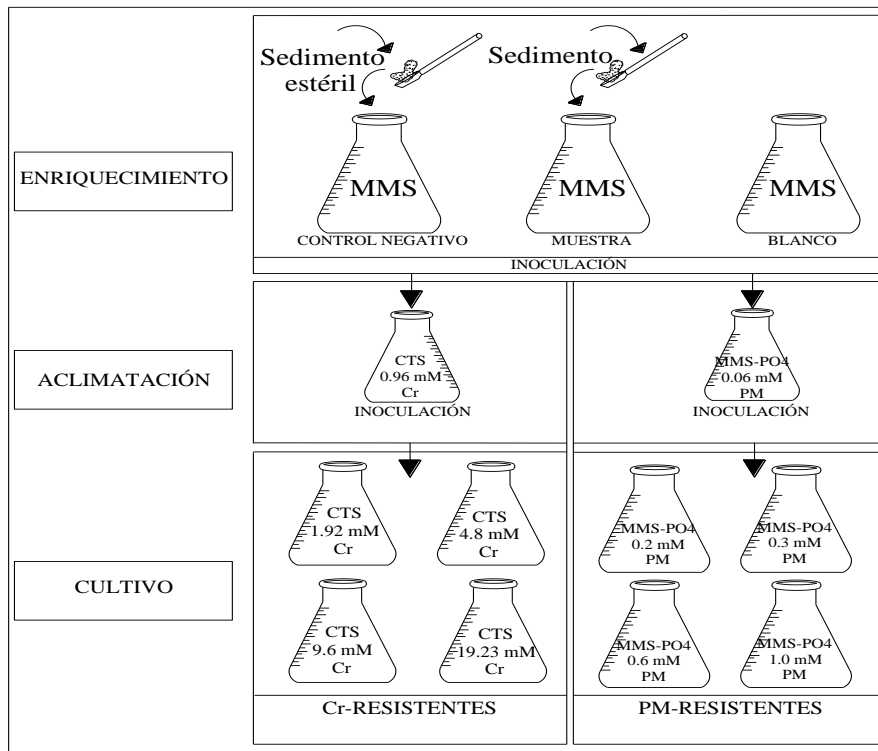 Sedimento
estéril
Sedimento
ENRIQUECIMIENTO
MMS
MMS
MMS
CONTROL NEGATIVO
MUESTRA
BLANCO
INOCULACIÓN
ACLIMATACIÓN
CTS
0.96 mM
Cr
INOCULACIÓN
MMS-PO4
0.06 mM
PM
INOCULACIÓN
CULTIVO
CTS
1.92 mM
Cr
CTS
4.8 mM
Cr
CTS
9.6 mM
Cr
CTS
19.23 mM
Cr
Cr-RESISTENTES
MMS-PO4
0.2 mM
PM
MMS-PO4
0.3 mM
PM
MMS-PO4
0.6 mM
PM
MMS-PO4
1.0 mM
PM
PM-RESISTENTES